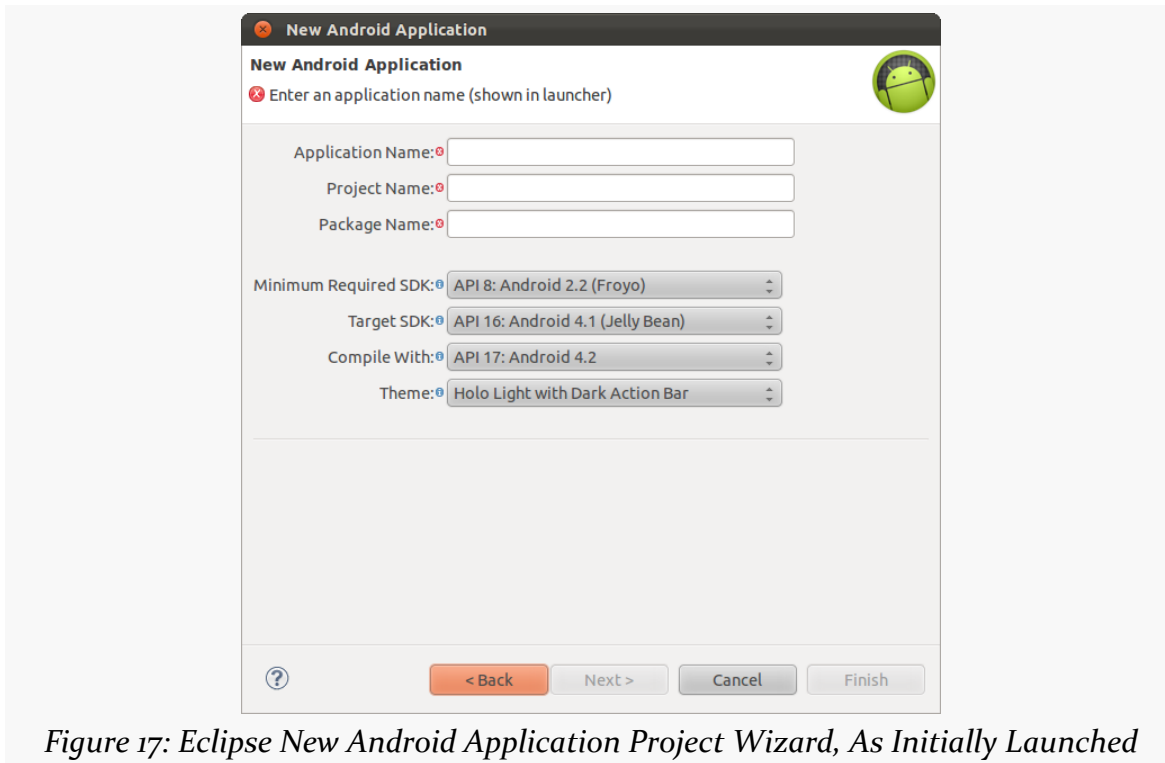 New Android Application
New Android Application
Enter an application name (shown in launcher)
Application Name:
Project Name:
Package Name:
Minimum Required SDK: API 8: Android 2.2 (Froyo)
Target SDK: API 16: Android 4.1 (Jelly Bean)
Compile With: API 17: Android 4.2
Theme: Holo Light with Dark Action Bar
? < Back Next > Cancel Finish
Figure 17: Eclipse New Android Application Project Wizard, As Initially Launched